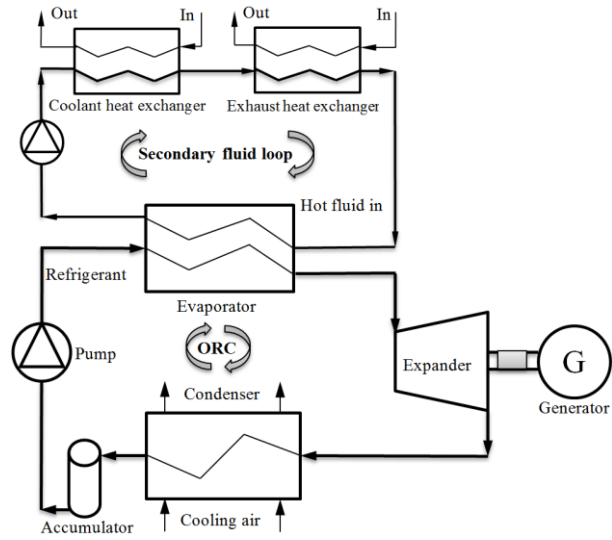 Out
In
Out
In
Coolant heat exchanger
Exhaust heat exchanger
Secondary fluid loop
Hot fluid in
Refrigerant
Evaporator
Pump
ORC
Expander
G
Condenser
Generator
Accumulator
Cooling air